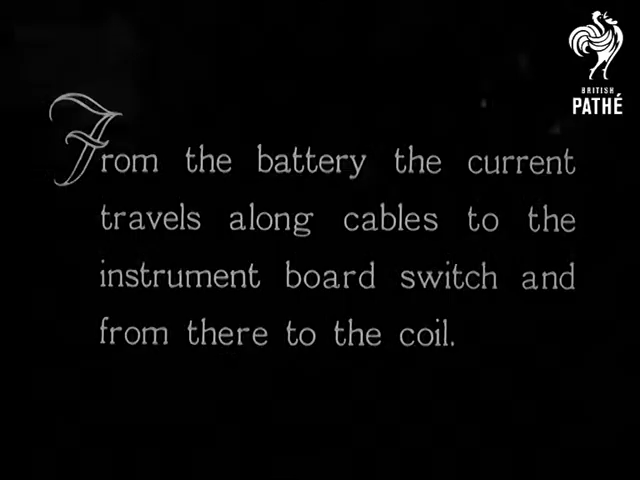 BRITISH
PATHÉ
From the battery the current
travels along cables to the
instrument board switch and
from there to the coil.